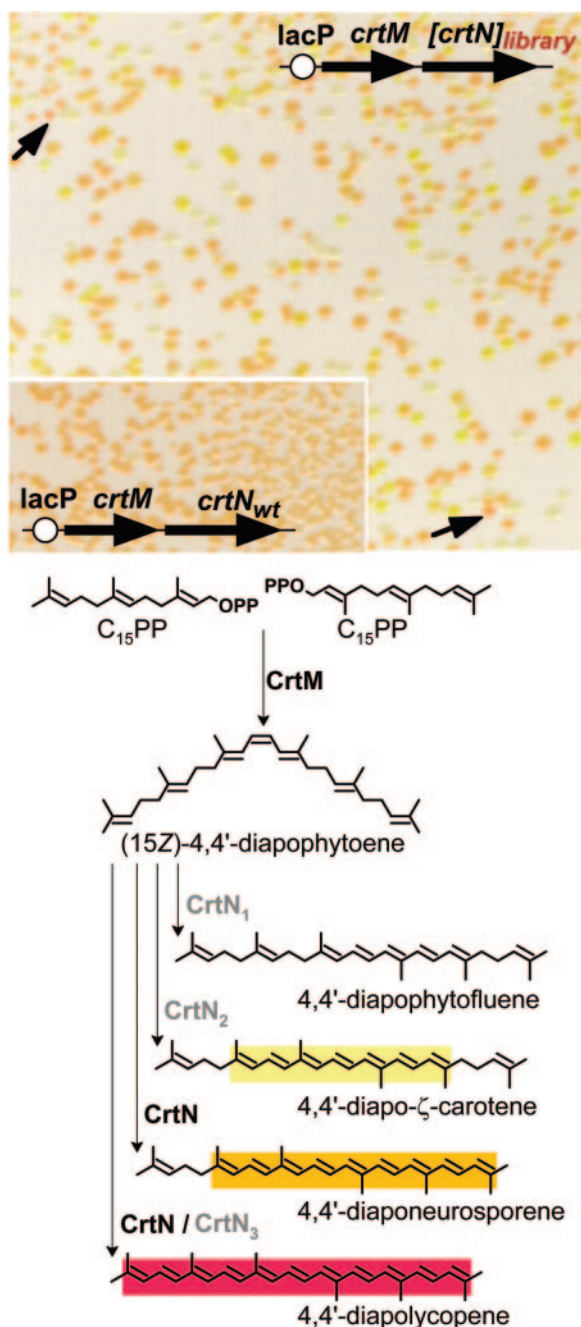 lacP crtM [crtN]library
lacP crtM crtNwt
OPP
PPO
C15PP C15PP
CrtM
(15Z)-4,4'-diapophytoene
CrtN1
4,4'-diapophytofluene
CrtN2
4,4'-diapo-ζ-carotene
CrtN
4,4'-diaponeurosporene
CrtN / CrtN3
4,4'-diapolycopene